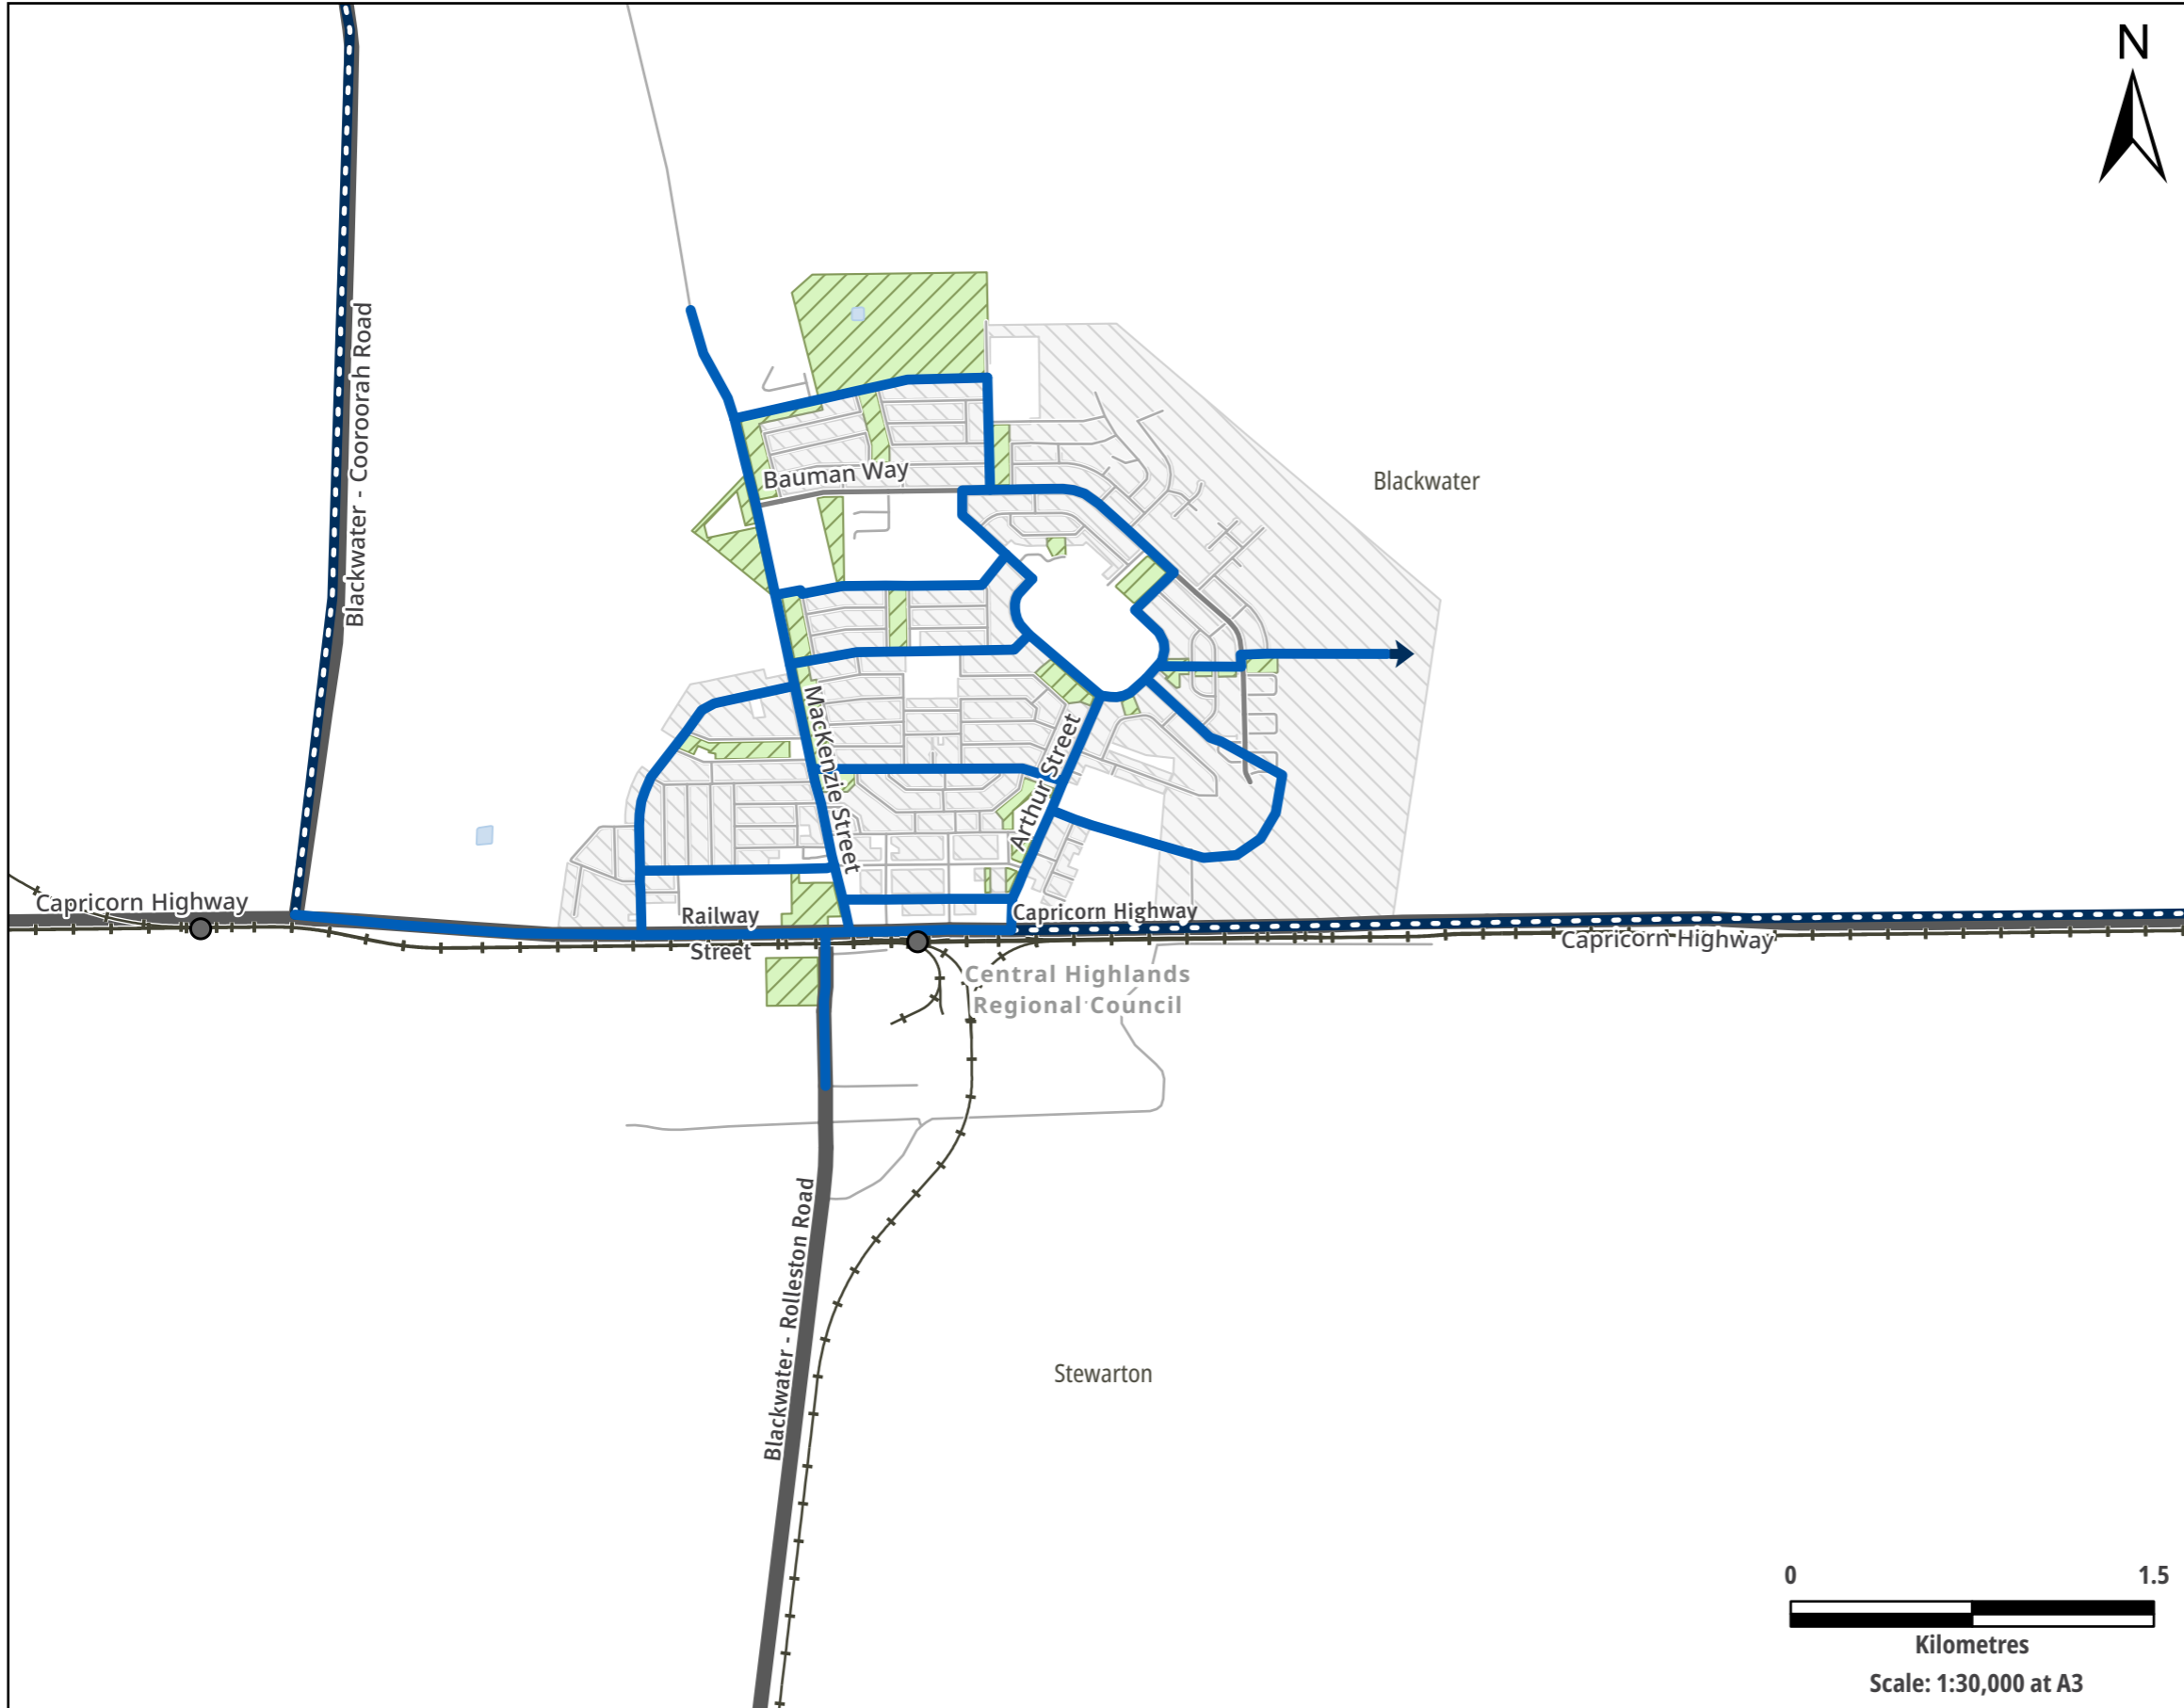 N
Blackwater - Cooroorah Road
Bauman Way
Blackwater
MacKenzie Street
Arthur Street
Capricorn Highway
Railway
Street
Capricorn Highway
Capricorn Highway
Central Highlands
Regional Council
Blackwater - Rolleston Road
Stewarton
0 1.5
Kilometres
Scale: 1:30,000 at A3